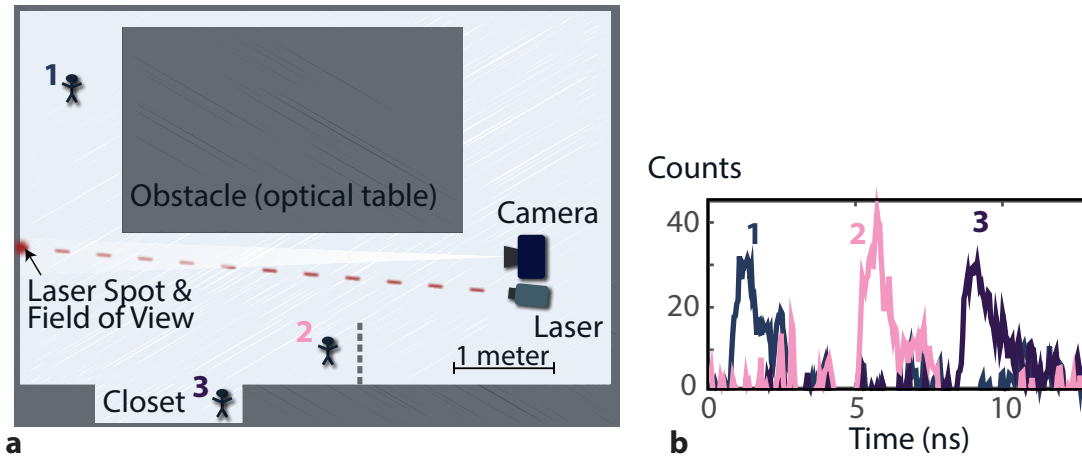 1
Obstacle (optical table)
Camera
Laser Spot &
Field of View
Laser
2
1 meter
Closet
3
a
Counts
40
20
0
1
2
3
0
5
10
Time (ns)
b